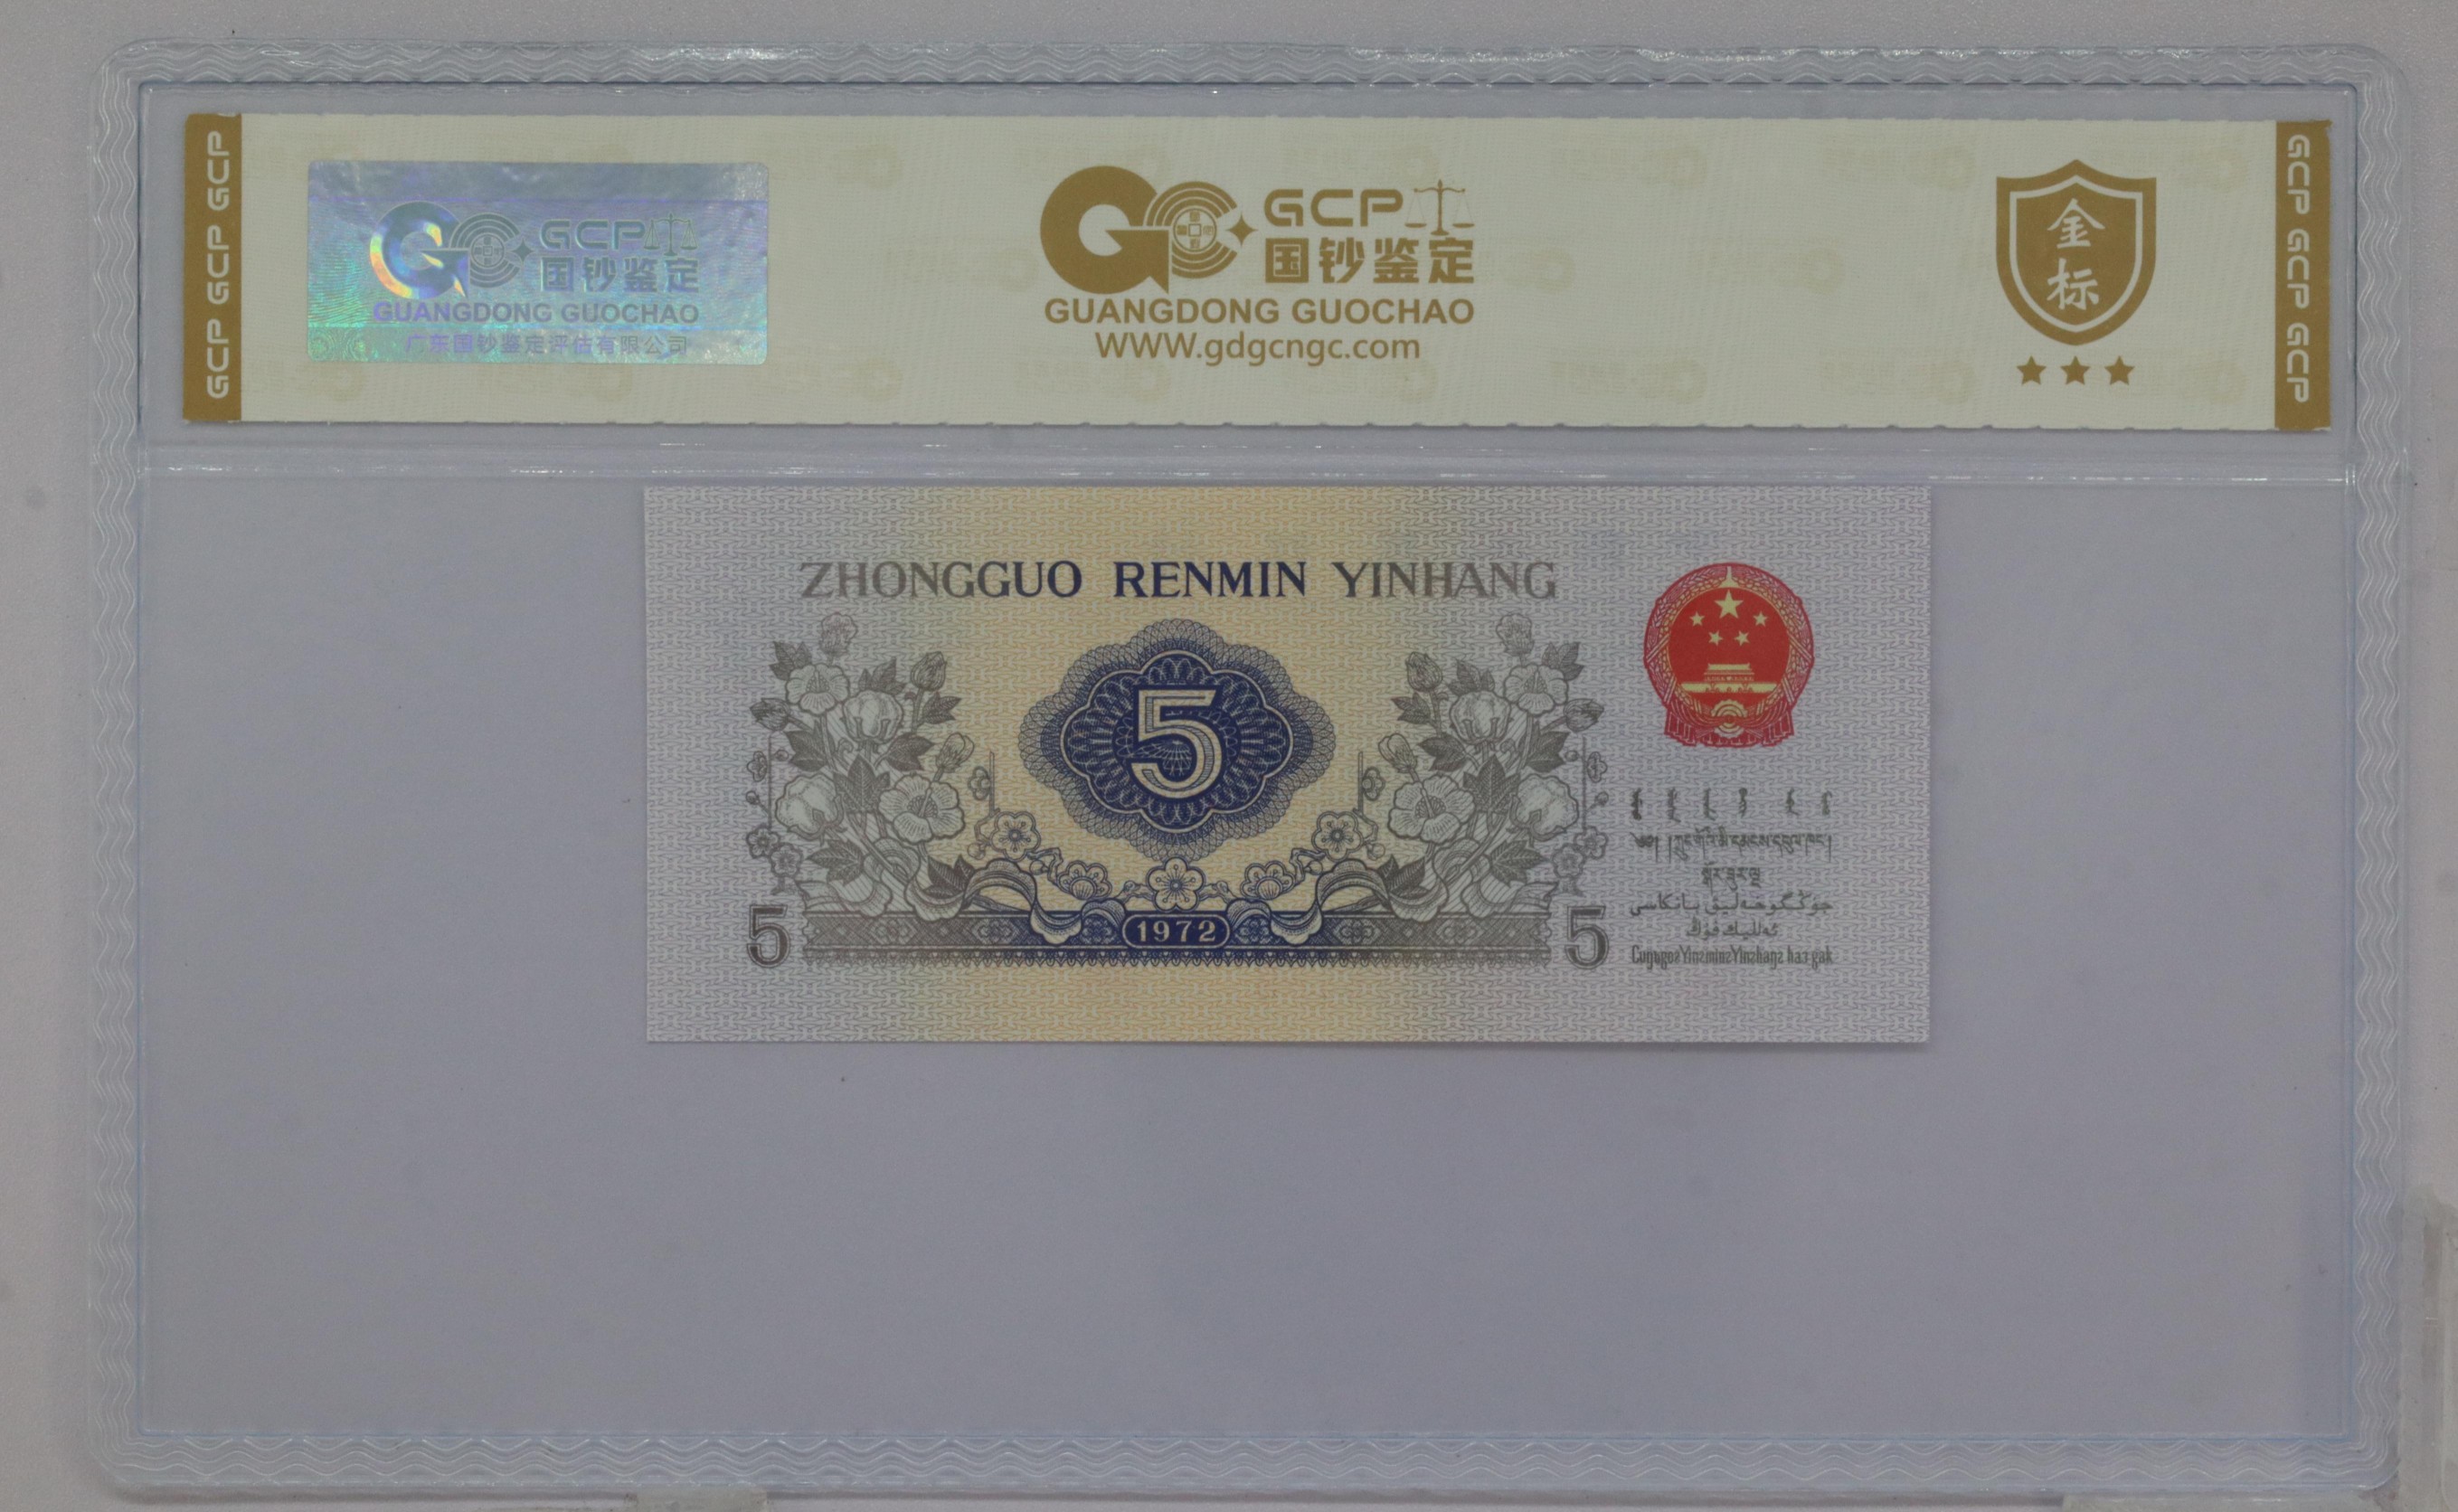 GCP GCP GCP
GCP
国钞鉴定
GUANGDONG GUOCHAO
广东国钞鉴定评估有限公司
GCP
国钞鉴定
GUANGDONG GUOCHAO
www.gdgcngc.com
金
标
GCP GCP GCP
ZHONGGUO RENMIN YINHANG
5
1972
5
5